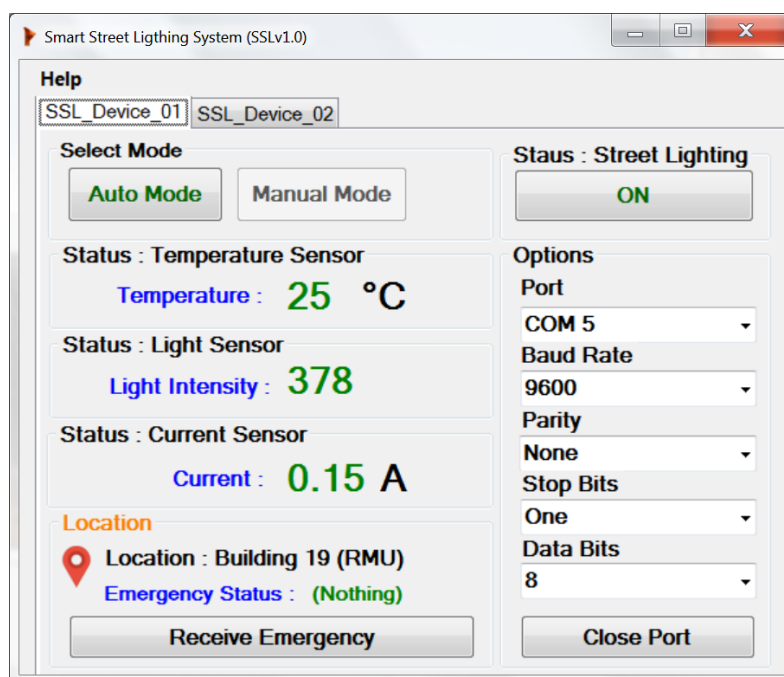 Smart Street Ligthing System (SSLv1.0)
Help
SSL_Device_01 SSL_Device_02
Select Mode
Auto Mode Manual Mode
Staus : Street Lighting
ON
Status : Temperature Sensor
Temperature : 25 °C
Status : Light Sensor
Light Intensity : 378
Status : Current Sensor
Current : 0.15 A
Location
Location : Building 19 (RMU)
Emergency Status : (Nothing)
Receive Emergency
Options
Port
COM 5
Baud Rate
9600
Parity
None
Stop Bits
One
Data Bits
8
Close Port